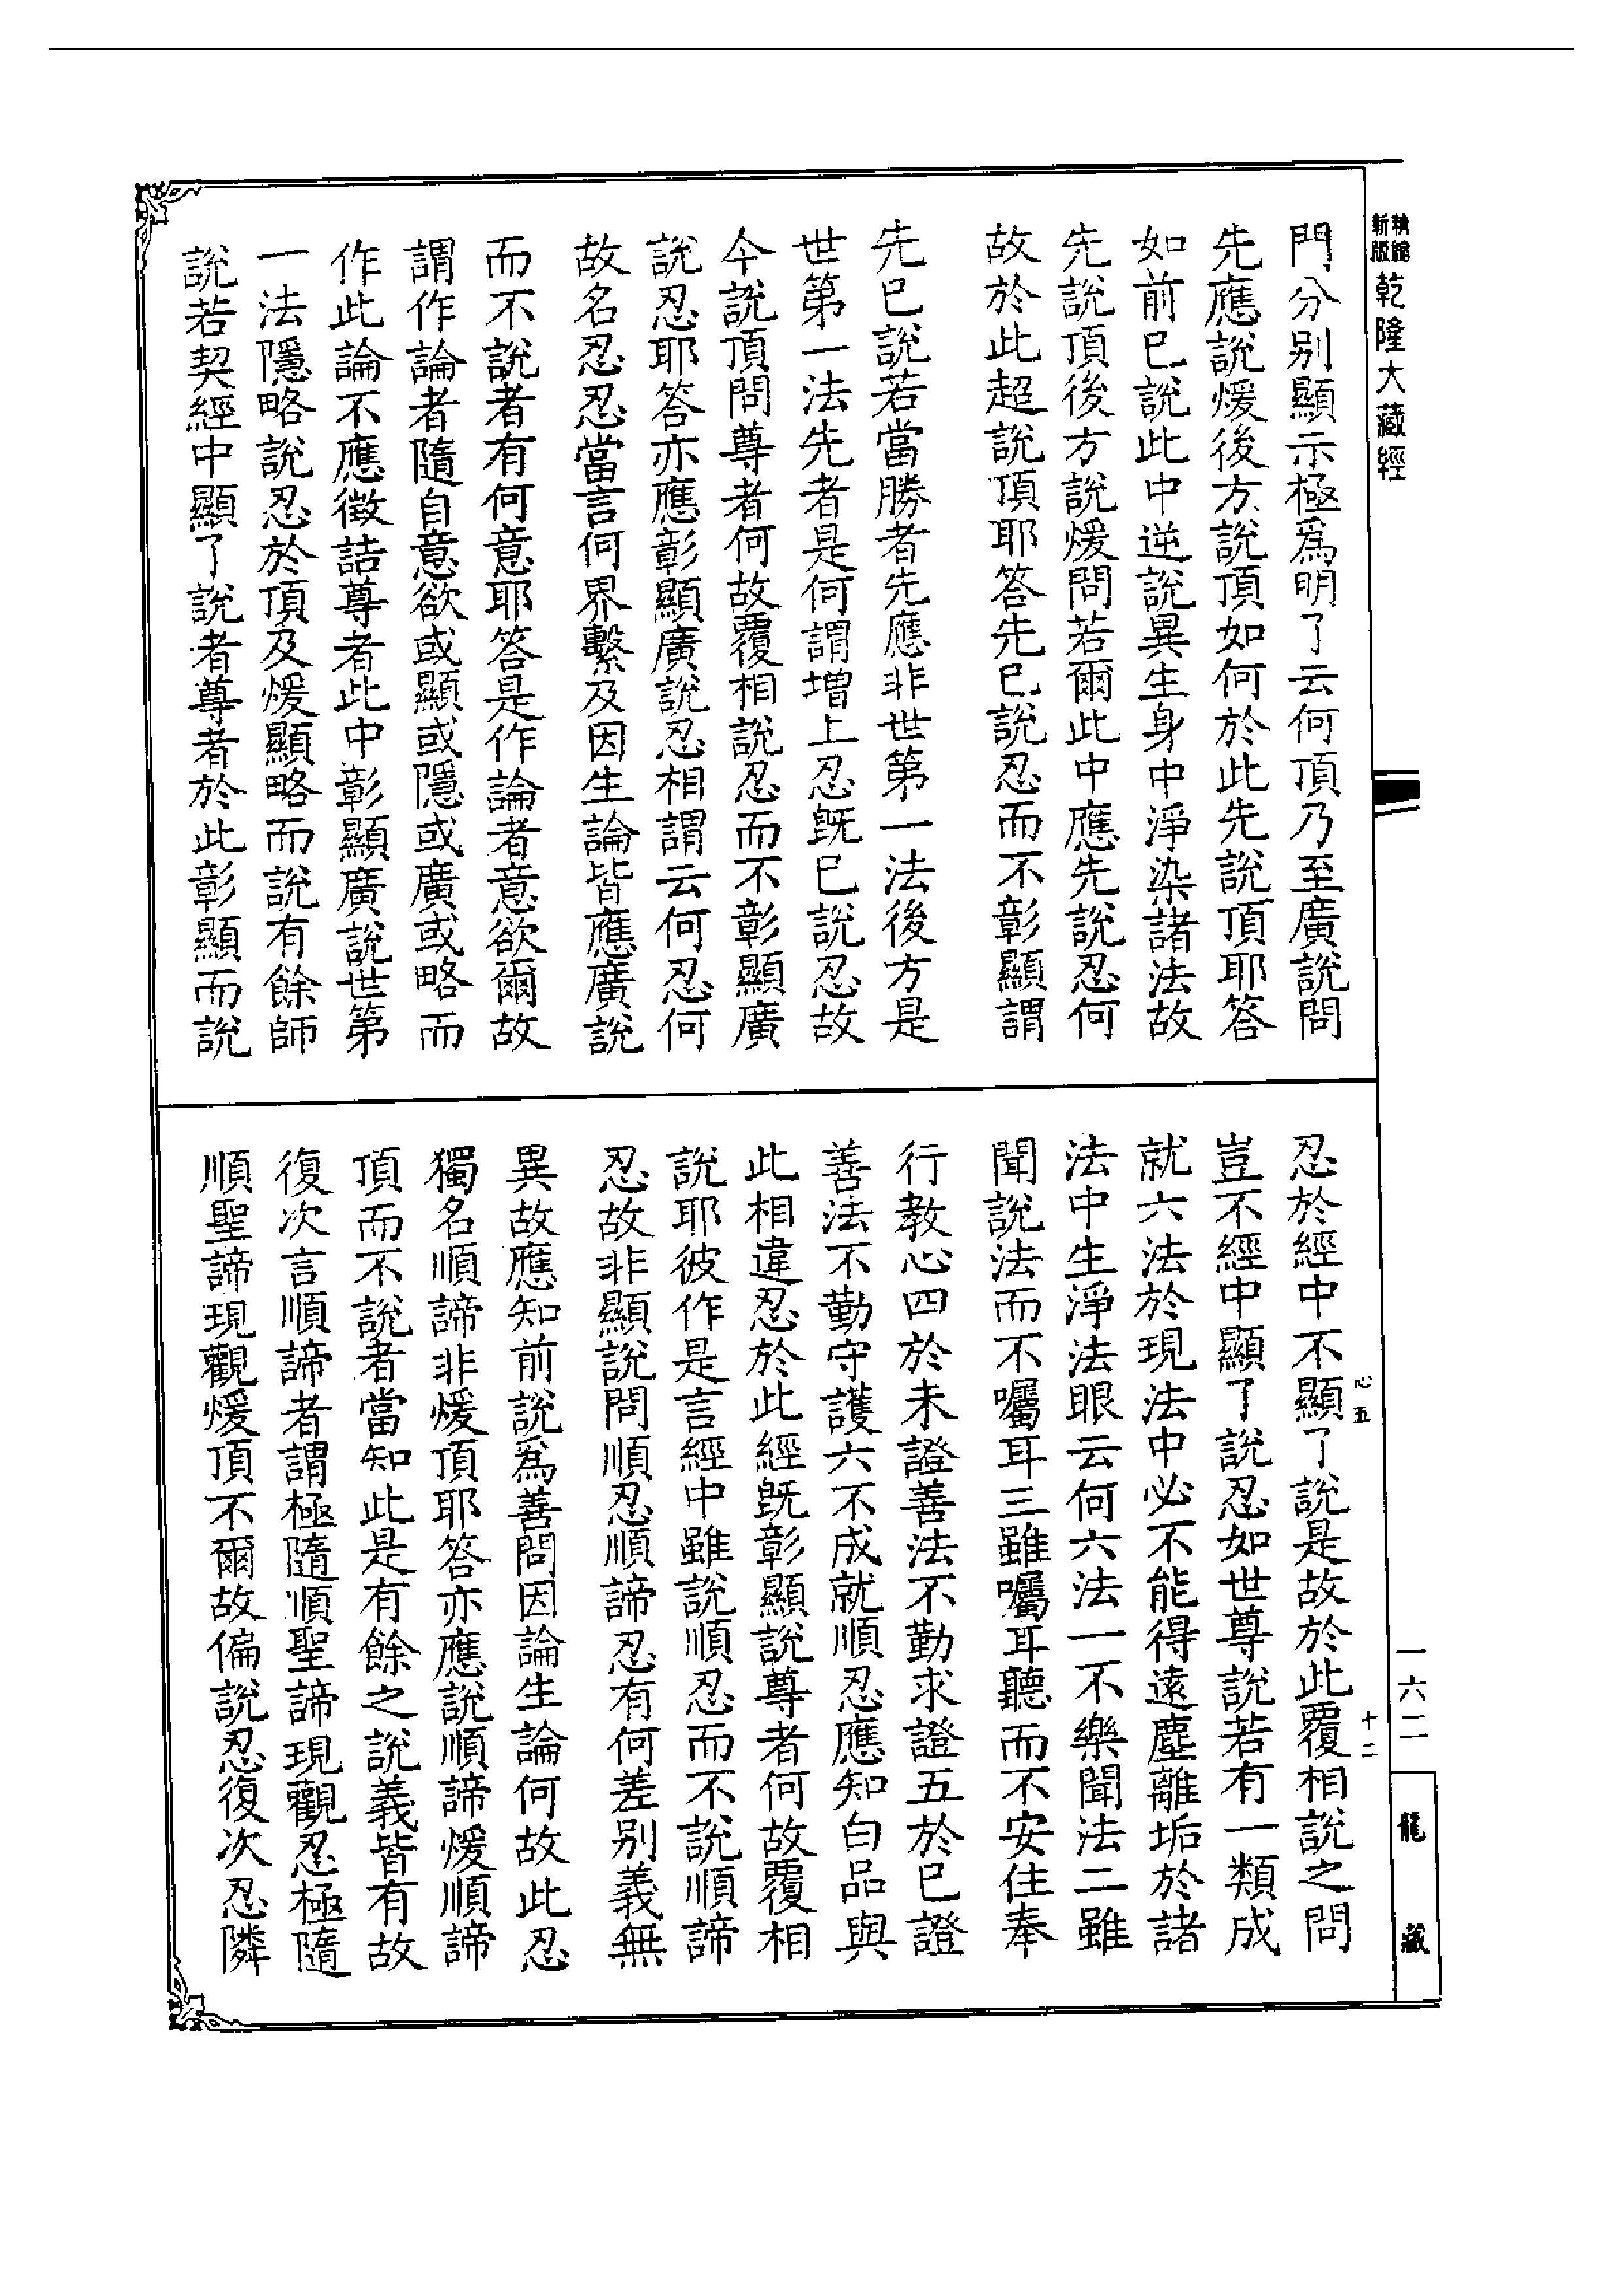 精縮新版乾隆大藏經
門分別顯示極爲明了云何頂乃至廣說問
先應說煖後方說頂如何於此先說頂耶答
如前已說此中逆說異生身中淨染諸法故
先說頂後方說煖問若爾此中應先說忍何
故於此超說頂耶答先已說忍而不彰顯謂
先已說若當勝者先應非世第一法後方是
世第一法先者是何謂增上忍既已說忍故
今說頂問尊者何故覆相說忍而不彰顯廣
說忍耶答亦應彰顯廣說忍相謂云何忍何
故名忍忍當言何界繫及因生論皆應廣說
而不說者有何意耶答是作論者意欲爾故
謂作論者隨自意欲或顯或隱或廣或略而
作此論不應徵詰尊者此中彰顯廣說世第
一法隱略說忍於頂及煖顯略而說有餘師
說若契經中顯了說者尊者於此彰顯而說
忍於經中不顯了說是故於此覆相說之問
豈不經中顯了說忍如世尊說若有一類成
就六法於現法中必不能得遠塵離垢於諸
法中生淨法眼云何六法一不樂聞法二雖
聞說法而不囑耳三雖囑耳聽而不安住奉
行教心四於未證善法不勤求證五於已證
善法不勤守護六不成就順忍應知白品與
此相違忍於此經既彰顯說尊者何故覆相
說耶彼作是言經中雖說順忍而不說順諦
忍故非顯說問順忍順諦忍有何差別義無
異故應知前說爲善問因論生論何故此忍
獨名順諦非煖頂耶答亦應說順諦煖順諦
頂而不說者當知此是有餘之說義皆有故
復次言順諦者謂極隨順聖諦現觀忍極隨
順聖諦現觀煖頂不爾故偏說忍復次忍隣
心五
十二
一六二
龍藏